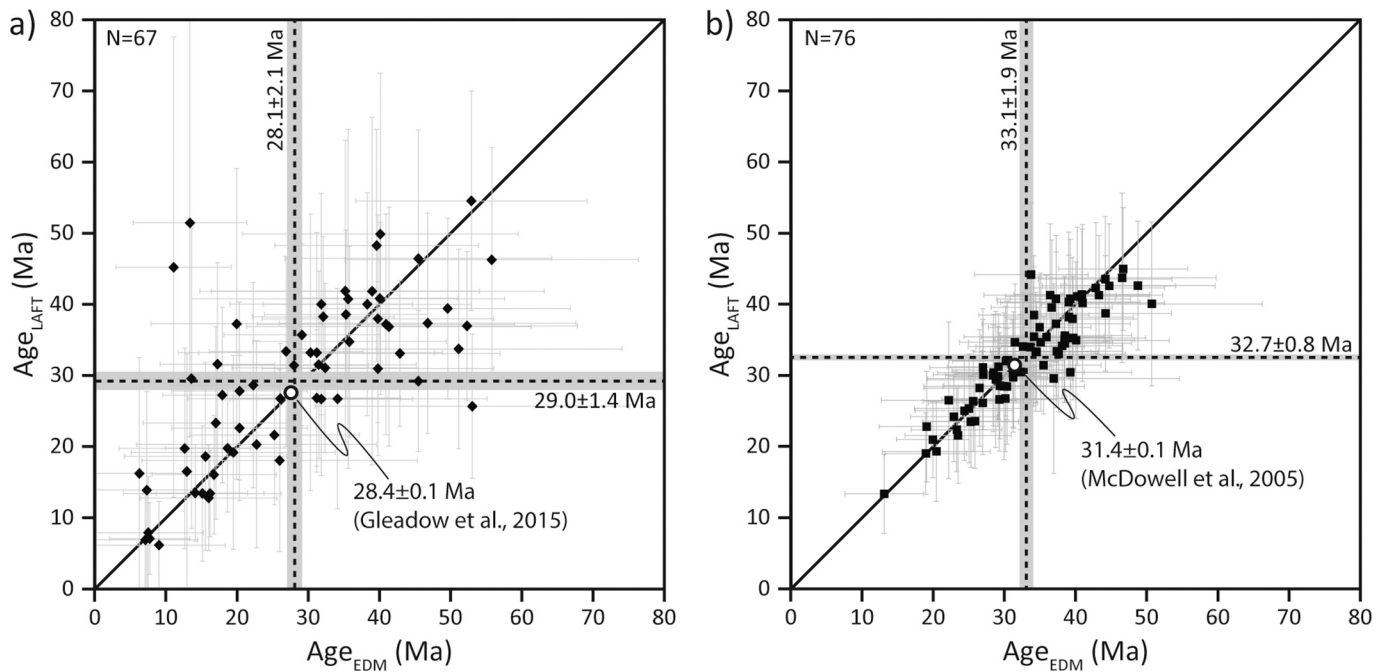 a)
N=67
80
70
60
50
40
30
20
10
0
Age_LAFT (Ma)
28.1±2.1 Ma
29.0±1.4 Ma
28.4±0.1 Ma
(Gleadow et al., 2015)
0 10 20 30 40 50 60 70 80
Age_EDM (Ma)
b)
N=76
80
70
60
50
40
30
20
10
0
Age_LAFT (Ma)
33.1±1.9 Ma
32.7±0.8 Ma
31.4±0.1 Ma
(McDowell et al., 2005)
0 10 20 30 40 50 60 70 80
Age_EDM (Ma)